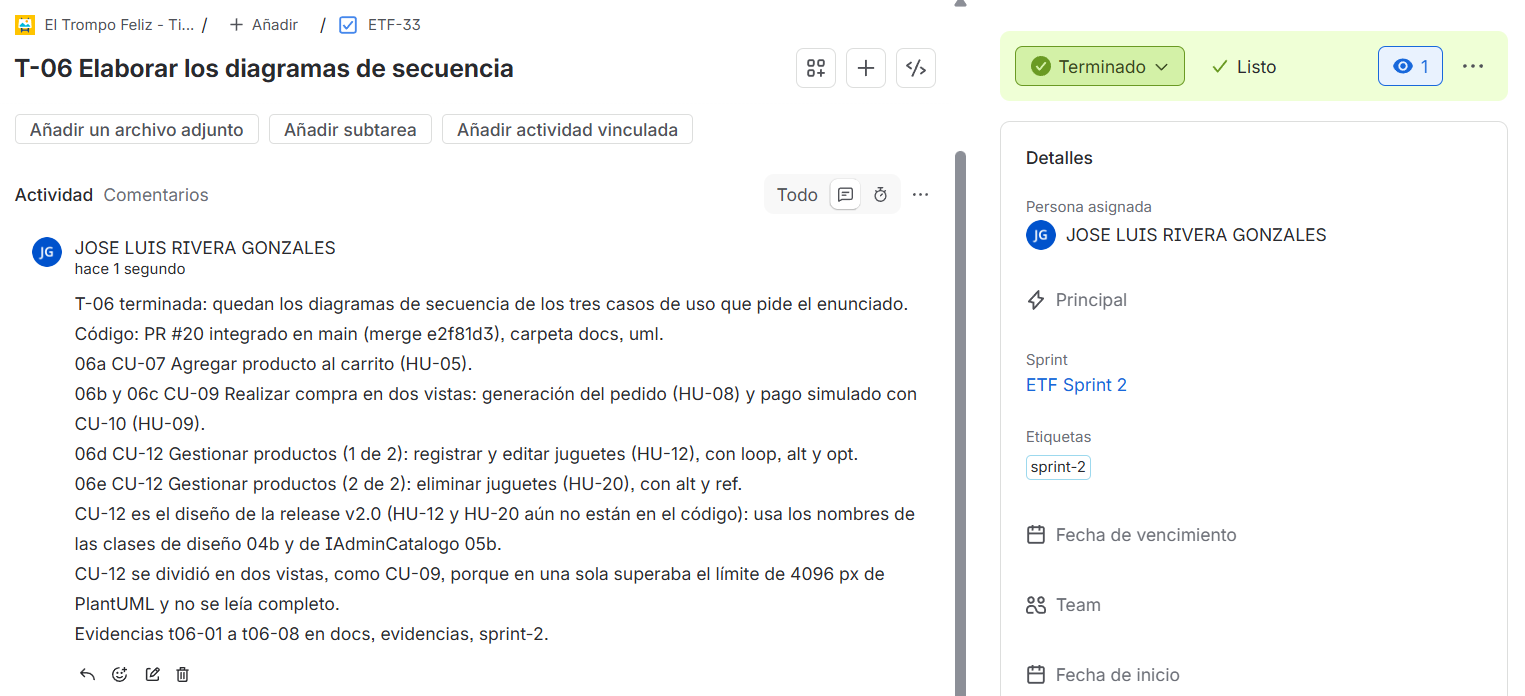 El Trompo Feliz - Ti... / + Añadir / ETF-33
T-06 Elaborar los diagramas de secuencia
Añadir un archivo adjunto Añadir subtarea Añadir actividad vinculada
Actividad Comentarios Todo
JG JOSE LUIS RIVERA GONZALES
hace 1 segundo
T-06 terminada: quedan los diagramas de secuencia de los tres casos de uso que pide el enunciado.
Código: PR #20 integrado en main (merge e2f81d3), carpeta docs, uml.
06a CU-07 Agregar producto al carrito (HU-05).
06b y 06c CU-09 Realizar compra en dos vistas: generación del pedido (HU-08) y pago simulado con
CU-10 (HU-09).
06d CU-12 Gestionar productos (1 de 2): registrar y editar juguetes (HU-12), con loop, alt y opt.
06e CU-12 Gestionar productos (2 de 2): eliminar juguetes (HU-20), con alt y ref.
CU-12 es el diseño de la release v2.0 (HU-12 y HU-20 aún no están en el código): usa los nombres de
las clases de diseño 04b y de IAdminCatalogo 05b.
CU-12 se dividió en dos vistas, como CU-09, porque en una sola superaba el límite de 4096 px de
PlantUML y no se leía completo.
Evidencias t06-01 a t06-08 en docs, evidencias, sprint-2.
Terminado Listo 1
Detalles
Persona asignada
JG JOSE LUIS RIVERA GONZALES
Principal
Sprint
ETF Sprint 2
Etiquetas
sprint-2
Fecha de vencimiento
Team
Fecha de inicio